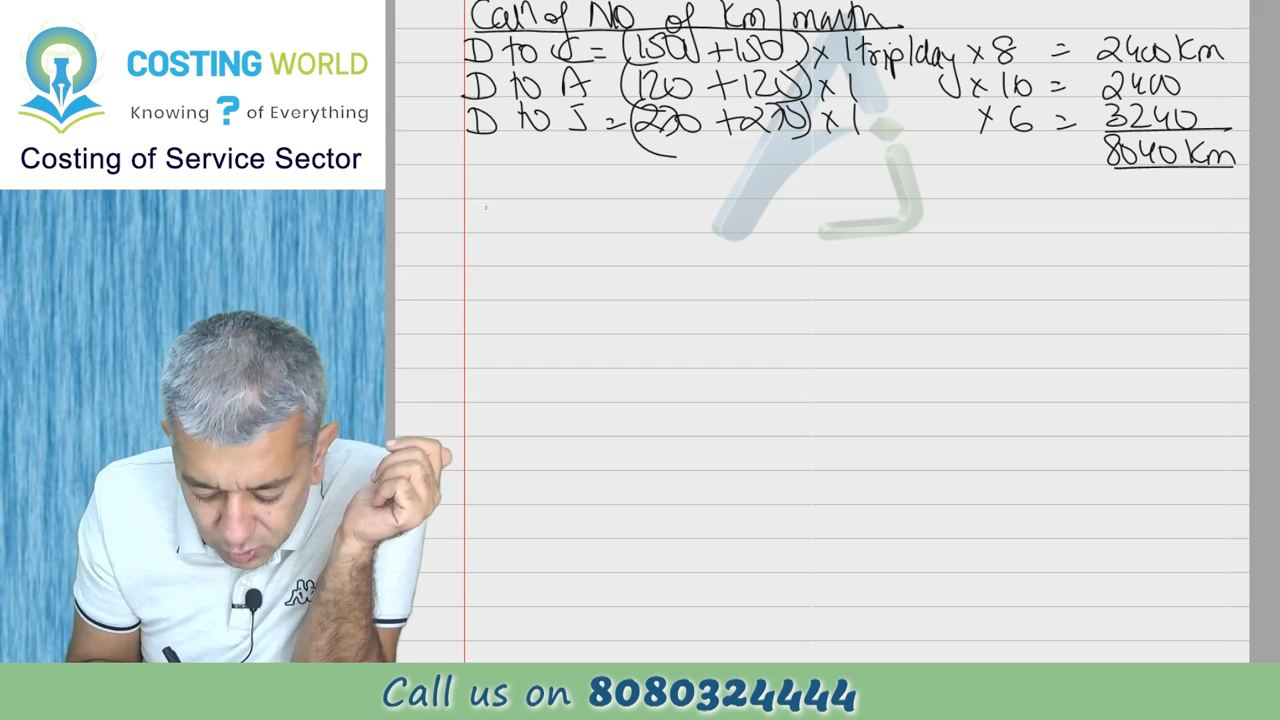 COSTING WORLD
Knowing ? of Everything
Costing of Service Sector
Caln of No of Km/month
D to C = (150 + 150) × 1 trip/day × 8 = 2400 Km
D to A (120 + 120) × 1 × 10 = 2400
D to J = (270 + 270) × 1 × 6 = 3240
8040 Km
Call us on 8080324444